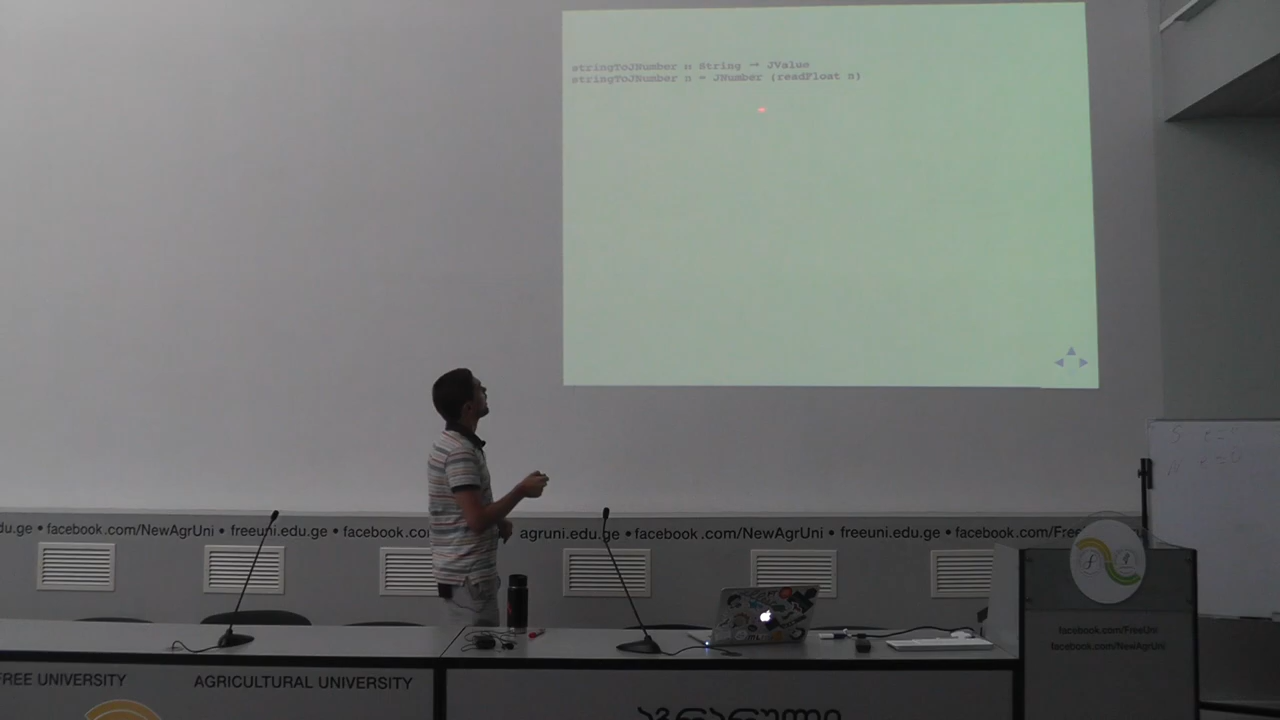 stringToJNumber :: String → JValue
stringToJNumber n = JNumber (readFloat n)
du.ge • facebook.com/NewAgrUni • freeuni.edu.ge • facebook.co
agruni.edu.ge • facebook.com/NewAgrUni • freeuni.edu.ge • facebook.com/Free
facebook.com/FreeUni
facebook.com/NewAgrUni
FREE UNIVERSITY
AGRICULTURAL UNIVERSITY